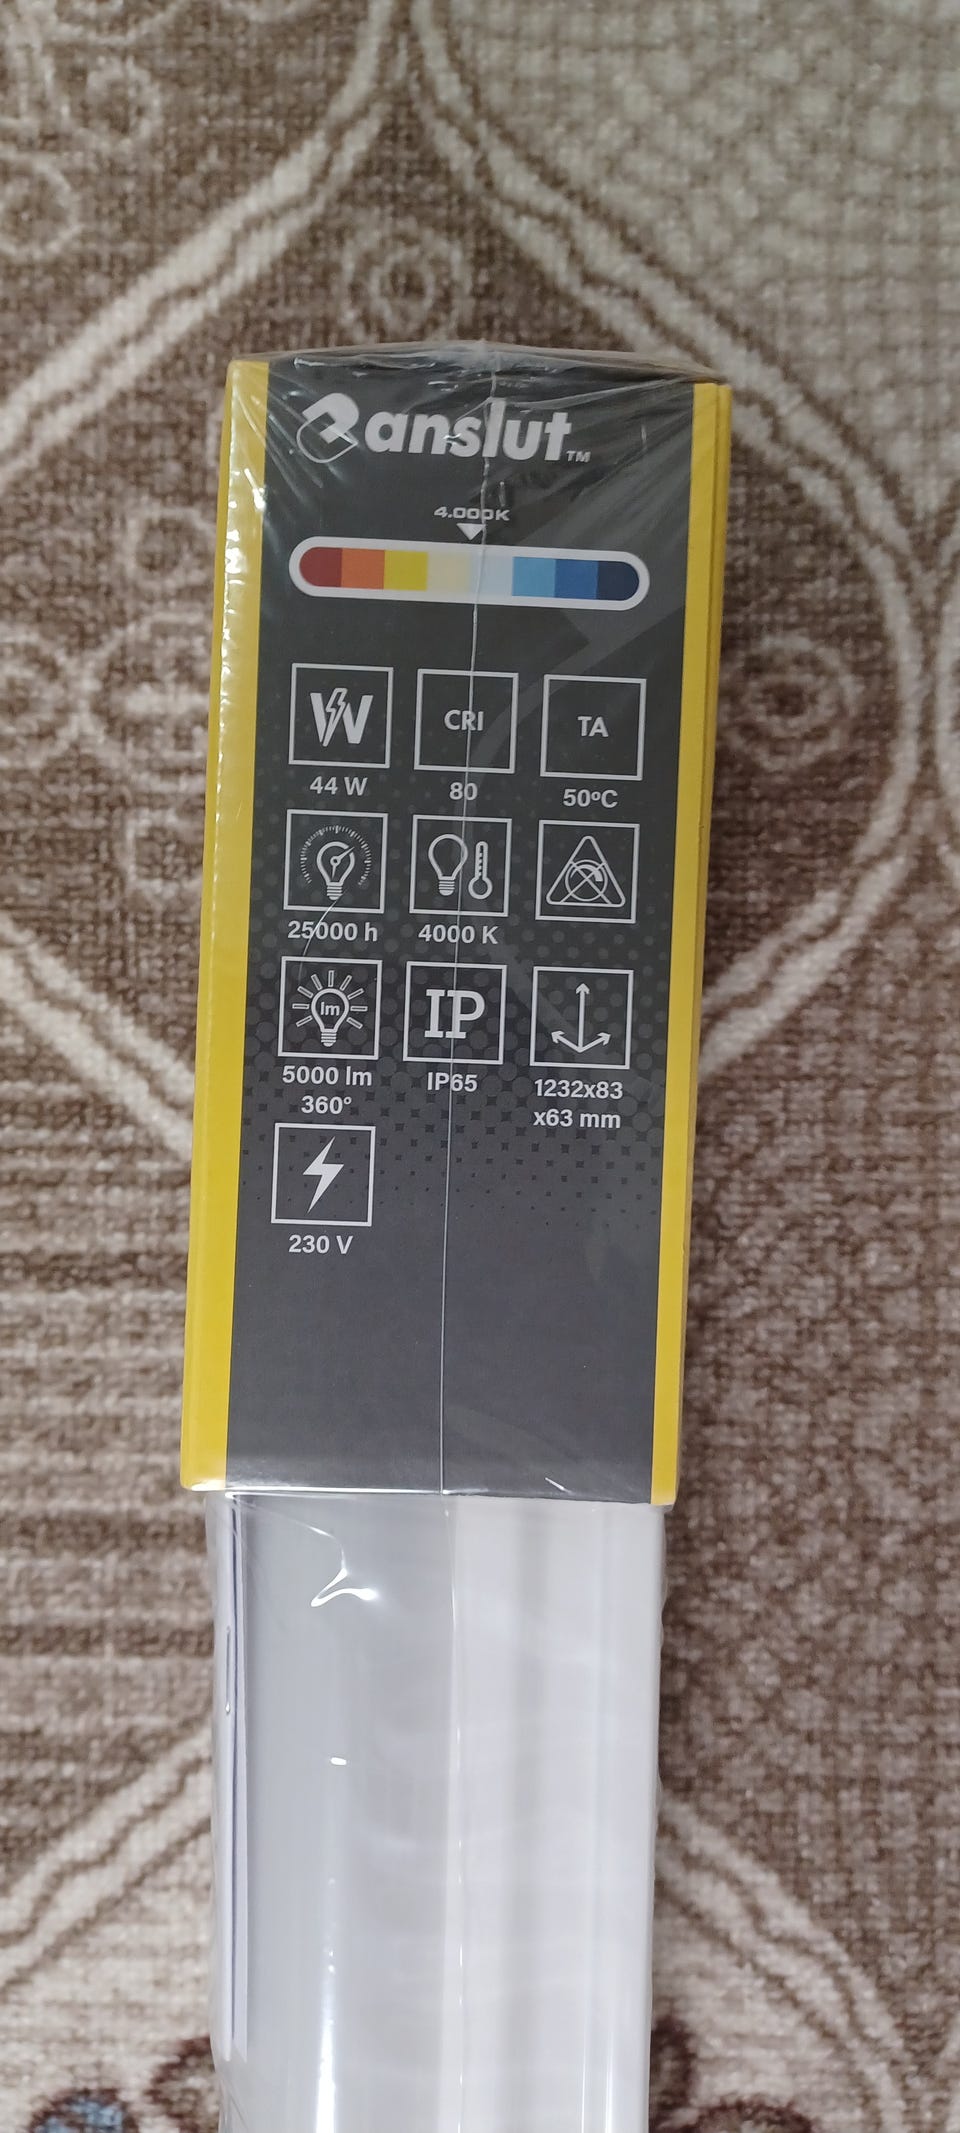 anslut™
4.000K
W
CRI
TA
44 W
80
50ºC
25000 h
4000 K
lm
IP
5000 lm
360°
IP65
1232x83
x63 mm
230 V